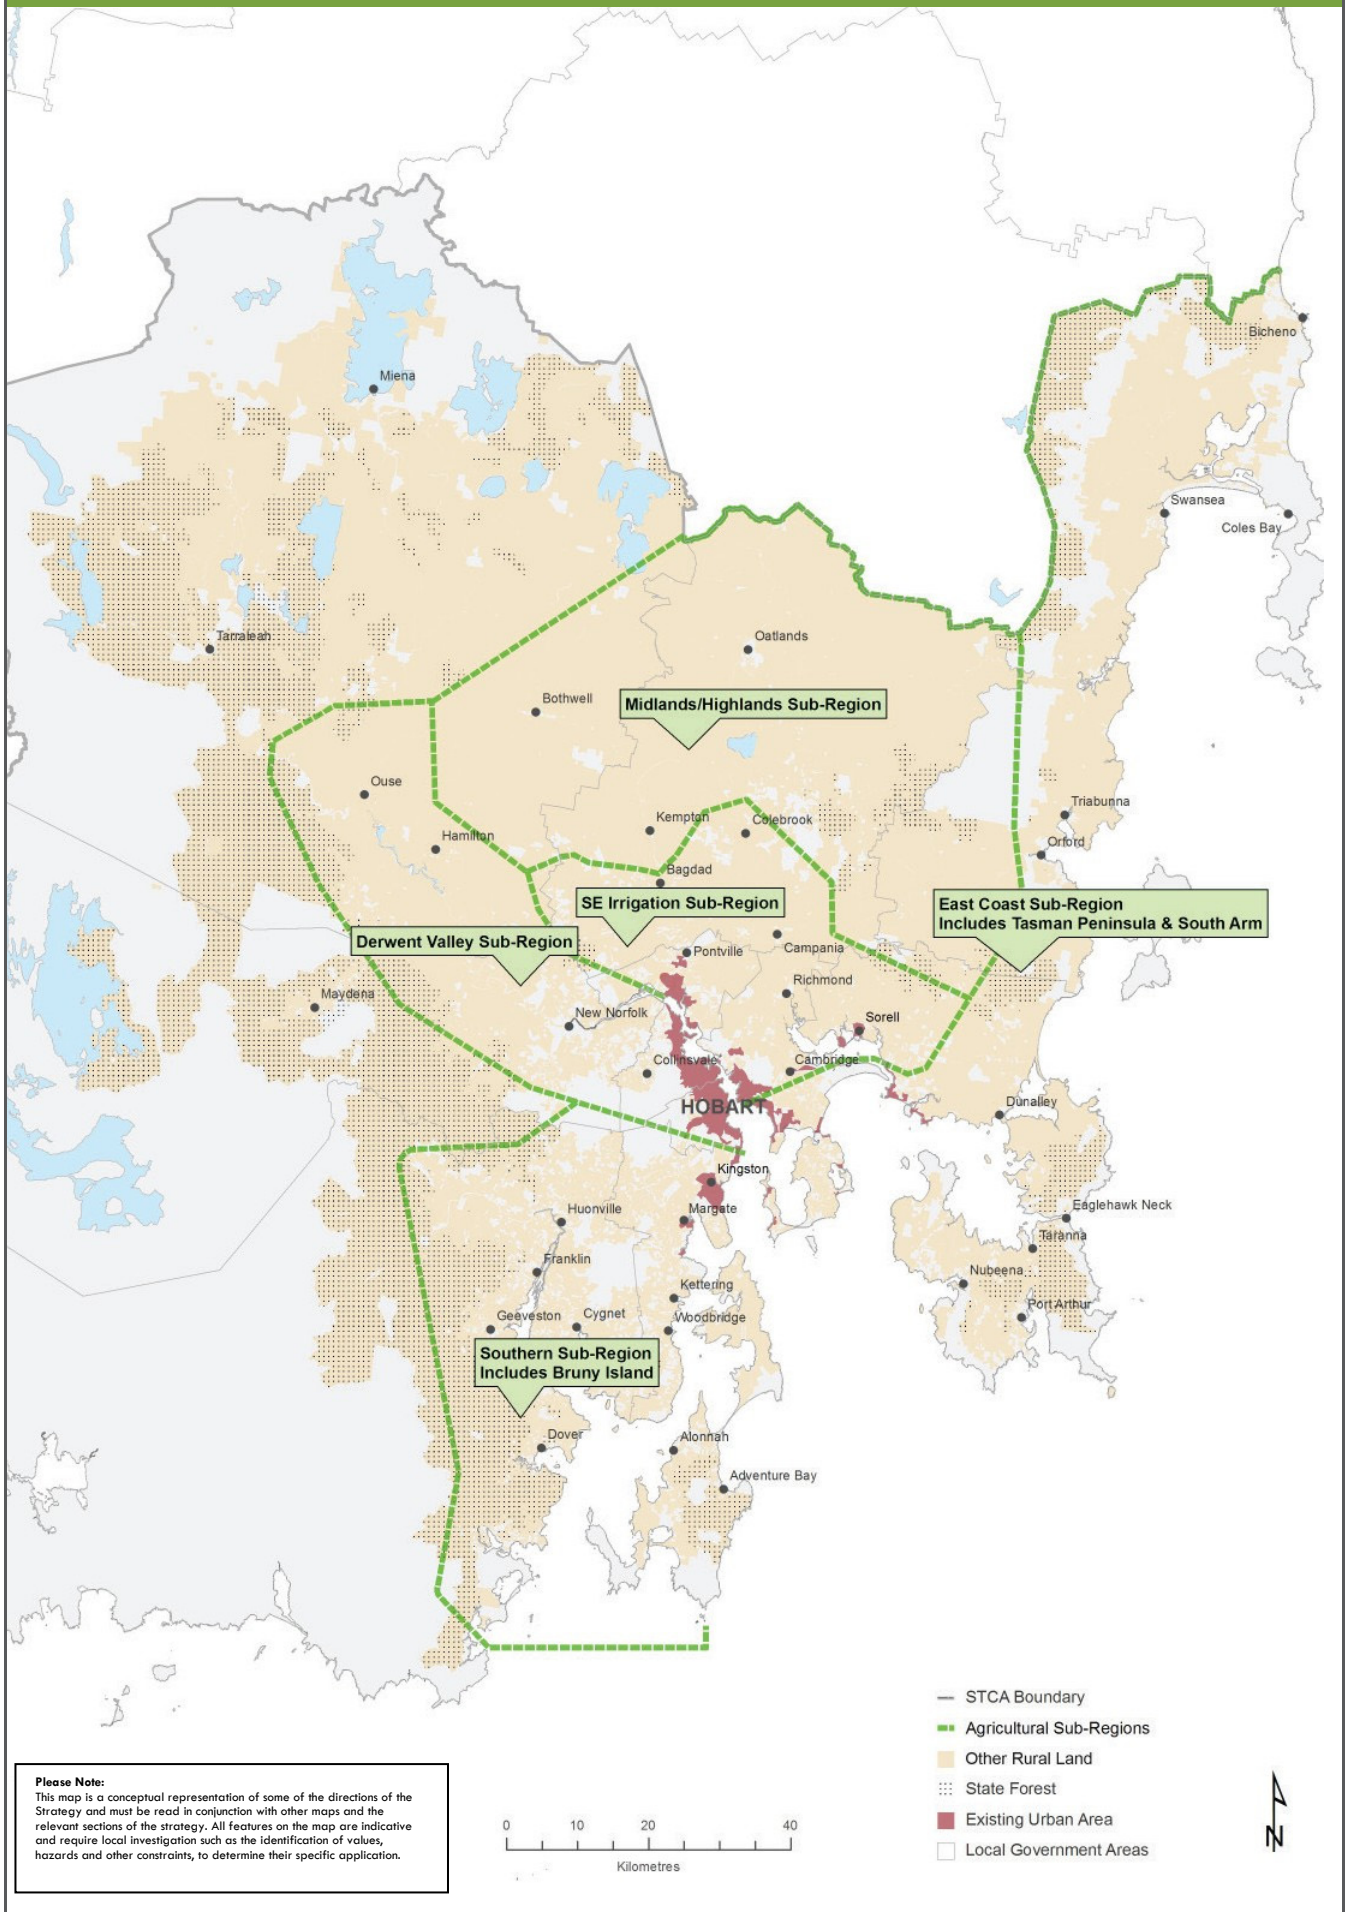 Bicheno
Miena
Swansea
Coles Bay
Tarraleah
Oatlands
Bothwell
Midlands/Highlands Sub-Region
Ouse
Triabunna
Kempton
Colebrook
Hamilton
Orford
Bagdad
SE Irrigation Sub-Region
East Coast Sub-Region
Includes Tasman Peninsula & South Arm
Derwent Valley Sub-Region
Pontville
Campania
Richmond
Maydena
New Norfolk
Sorell
Collinsvale
Cambridge
HOBART
Dunalley
Kingston
Huonville
Margate
Eaglehawk Neck
Taranna
Franklin
Nubeena
Kettering
Port Arthur
Geeveston
Cygnet
Woodbridge
Southern Sub-Region
Includes Bruny Island
Dover
Alonnah
Adventure Bay
STCA Boundary
Agricultural Sub-Regions
Other Rural Land
State Forest
Existing Urban Area
Local Government Areas
N
Please Note:
This map is a conceptual representation of some of the directions of the
Strategy and must be read in conjunction with other maps and the
relevant sections of the strategy. All features on the map are indicative
and require local investigation such as the identification of values,
hazards and other constraints, to determine their specific application.
0 10 20 40
Kilometres